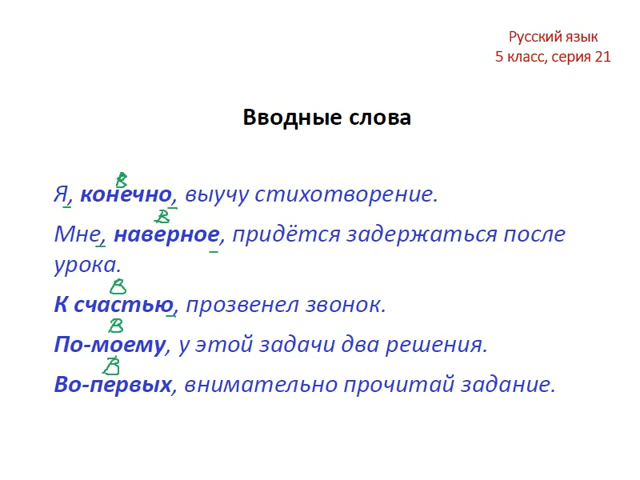 Русский язык
5 класс, серия 21
Вводные слова
В
Я, конечно, выучу стихотворение.
В
Мне, наверное, придётся задержаться после
урока.
В
К счастью, прозвенел звонок.
В
По-моему, у этой задачи два решения.
В
Во-первых, внимательно прочитай задание.